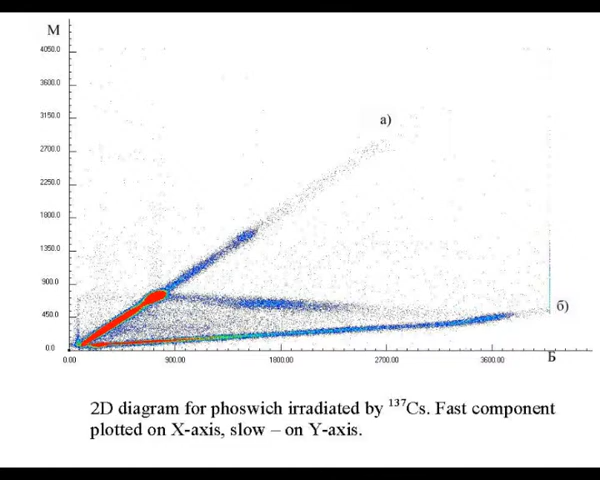 М
4050.0
3600.0
3150.0
2700.0
2250.0
1800.0
1350.0
900.0
450.0
0.0
а)
б)
0.00 900.00 1800.00 2700.00 3600.00 Б
2D diagram for phoswich irradiated by ¹³⁷Cs. Fast component
plotted on X-axis, slow – on Y-axis.